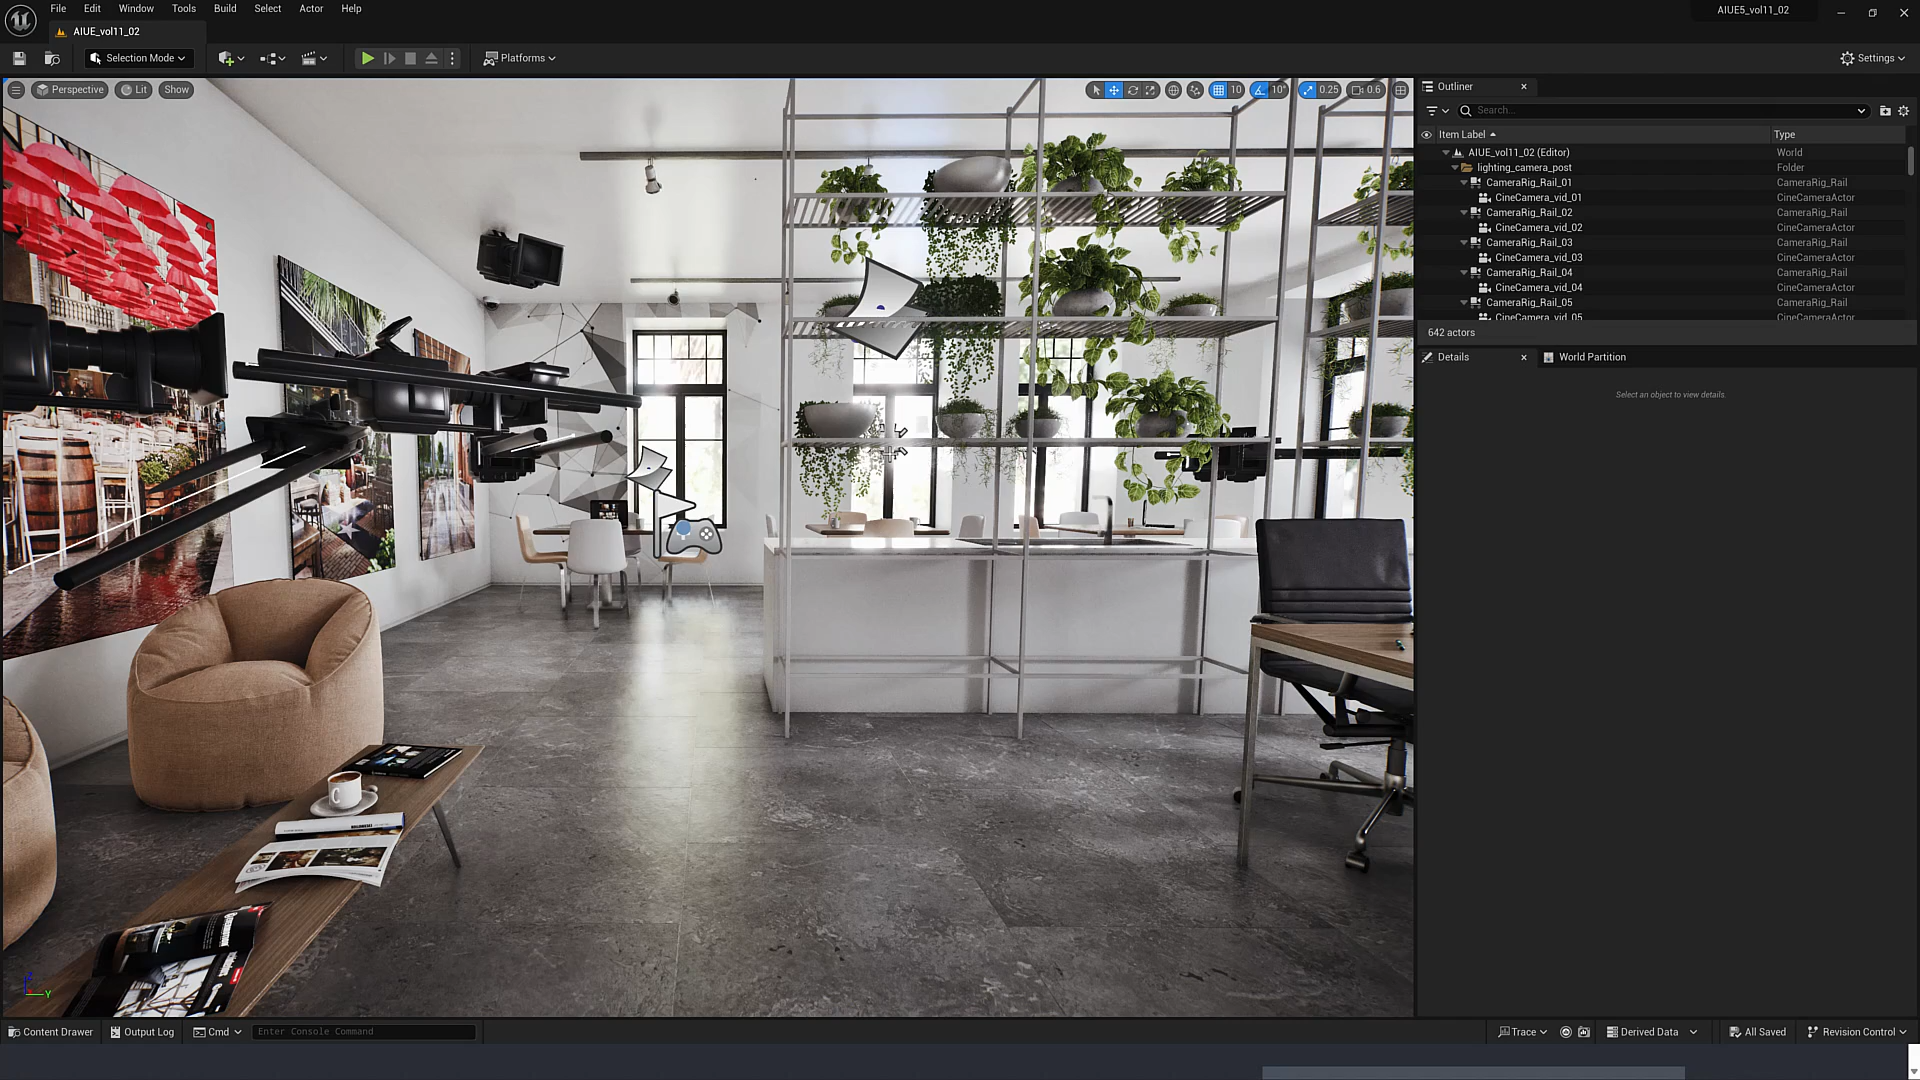 File Edit Window Tools Build Select Actor Help
AIUE5_vol11_02
AIUE_vol11_02
Selection Mode
Platforms
Settings
Perspective
Lit
Show
10
10°
0.25
0.6
Outliner
Search...
Item Label
Type
AIUE_vol11_02 (Editor) World
lighting_camera_post Folder
CameraRig_Rail_01 CameraRig_Rail
CineCamera_vid_01 CineCameraActor
CameraRig_Rail_02 CameraRig_Rail
CineCamera_vid_02 CineCameraActor
CameraRig_Rail_03 CameraRig_Rail
CineCamera_vid_03 CineCameraActor
CameraRig_Rail_04 CameraRig_Rail
CineCamera_vid_04 CineCameraActor
CameraRig_Rail_05 CameraRig_Rail
CineCamera_vid_05 CineCameraActor
642 actors
Details
World Partition
Select an object to view details.
Z
Y
Content Drawer
Output Log
Cmd
Enter Console Command
Trace
Derived Data
All Saved
Revision Control